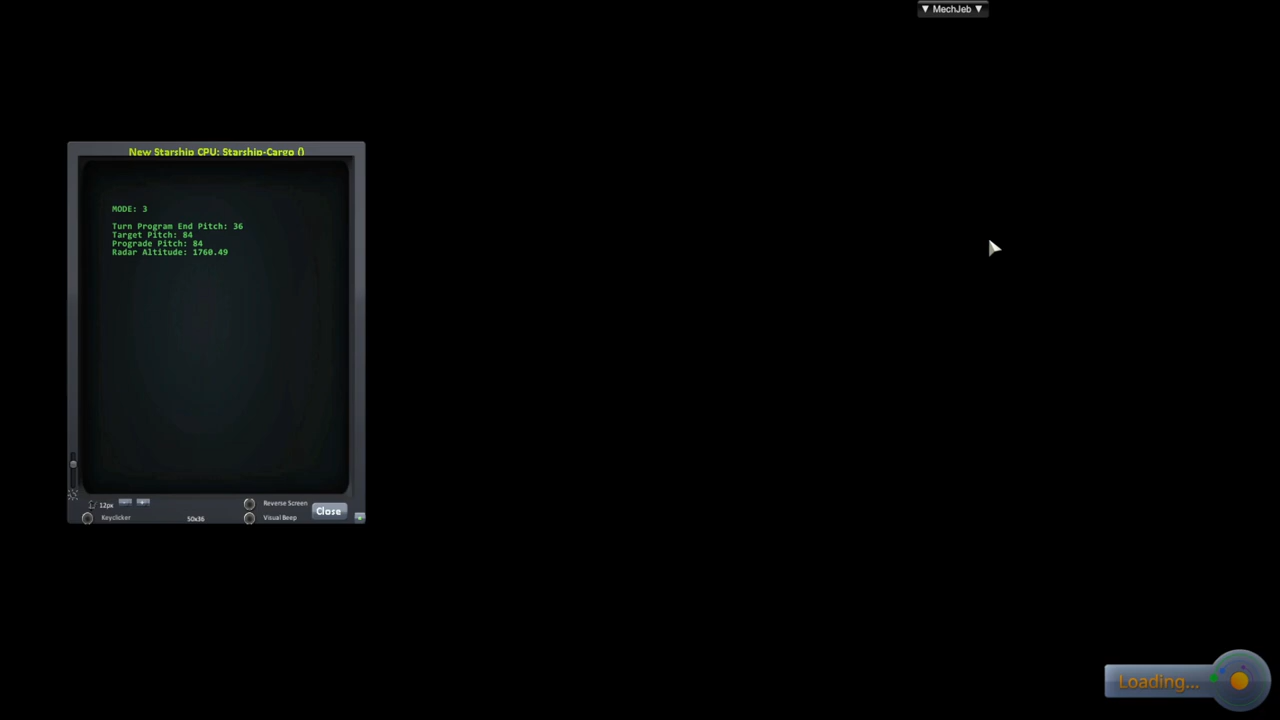 ▼ MechJeb ▼
New Starship CPU: Starship-Cargo ()
MODE: 3
Turn Program End Pitch: 36
Target Pitch: 84
Prograde Pitch: 84
Radar Altitude: 1760.49
12px
- +
Reverse Screen
Close
Keyclicker
50x36
Visual Beep
Loading...